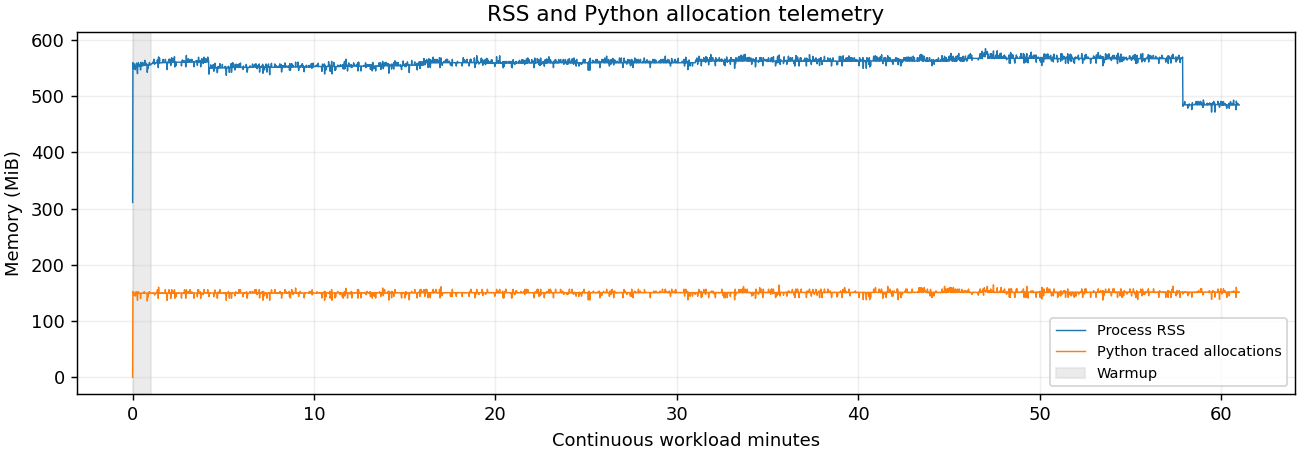 RSS and Python allocation telemetry
Memory (MiB)
600
500
400
300
200
100
0
0 10 20 30 40 50 60
Continuous workload minutes
Process RSS
Python traced allocations
Warmup